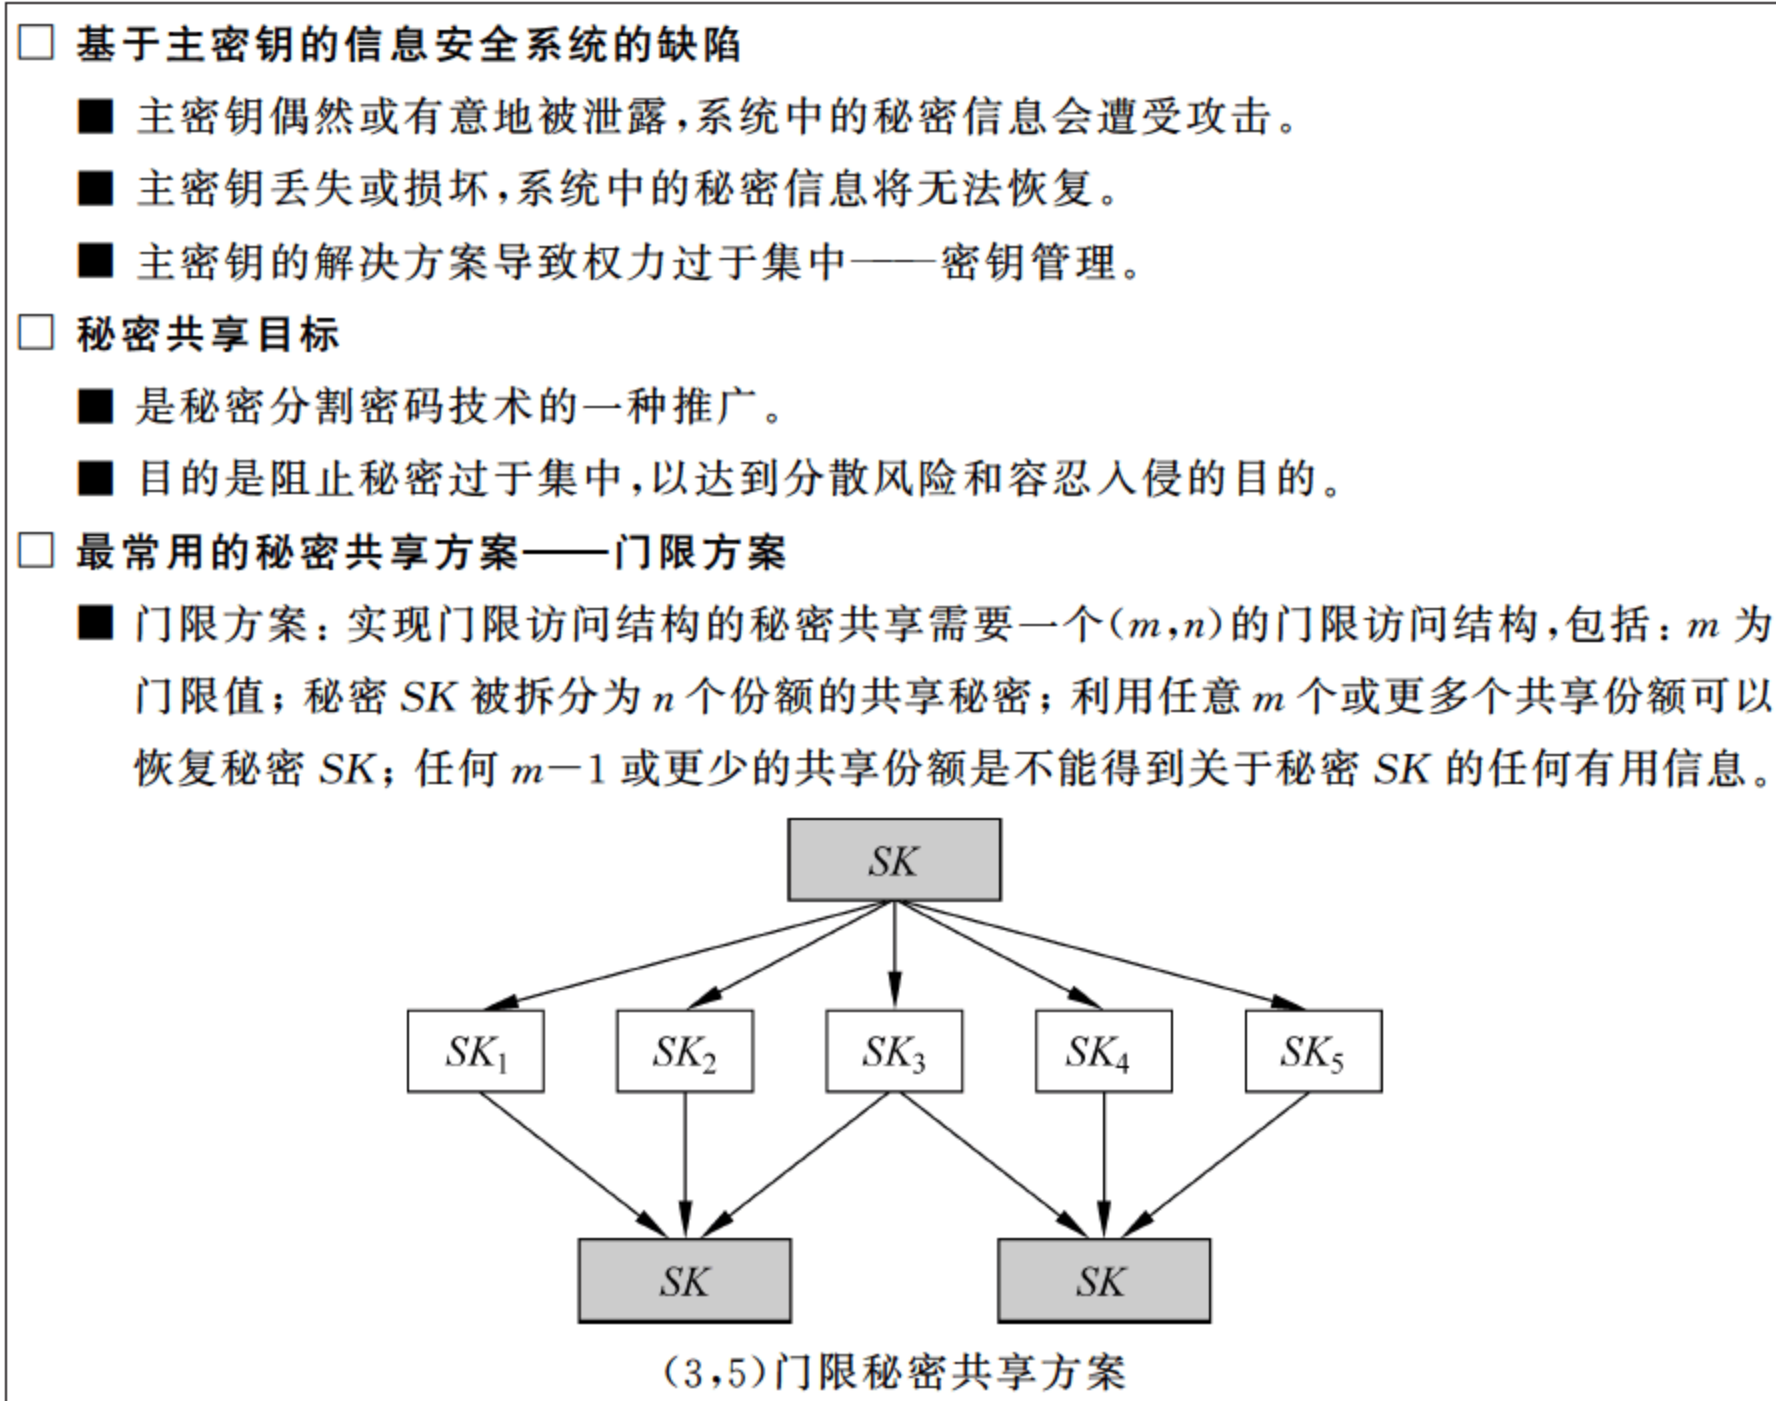 □ 基于主密钥的信息安全系统的缺陷
■ 主密钥偶然或有意地被泄露,系统中的秘密信息会遭受攻击。
■ 主密钥丢失或损坏,系统中的秘密信息将无法恢复。
■ 主密钥的解决方案导致权力过于集中——密钥管理。
□ 秘密共享目标
■ 是秘密分割密码技术的一种推广。
■ 目的是阻止秘密过于集中,以达到分散风险和容忍入侵的目的。
□ 最常用的秘密共享方案——门限方案
■ 门限方案:实现门限访问结构的秘密共享需要一个(m,n)的门限访问结构,包括:m 为
门限值;秘密 SK 被拆分为 n 个份额的共享秘密;利用任意 m 个或更多个共享份额可以
恢复秘密 SK;任何 m-1 或更少的共享份额是不能得到关于秘密 SK 的任何有用信息。
SK
SK₁ SK₂ SK₃ SK₄ SK₅
SK SK
(3,5)门限秘密共享方案